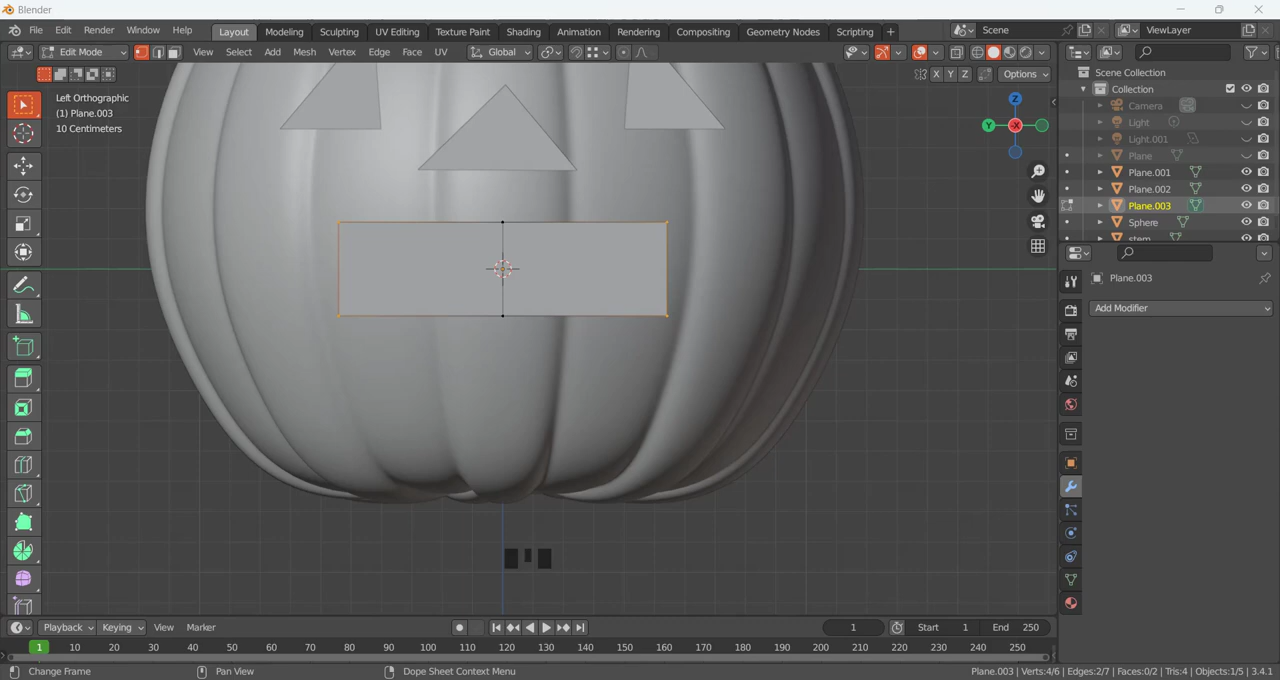 Blender
File Edit Render Window Help Layout Modeling Sculpting UV Editing Texture Paint Shading Animation Rendering Compositing Geometry Nodes Scripting + Scene ViewLayer
Edit Mode View Select Add Mesh Vertex Edge Face UV Global
X Y Z Options
Scene Collection
Collection
Camera
Light
Light.001
Plane
Plane.001
Plane.002
Plane.003
Sphere
stem
Left Orthographic
(1) Plane.003
10 Centimeters
Z
Y
-X
Plane.003
Add Modifier
Playback Keying View Marker 1 Start 1 End 250
1 10 20 30 40 50 60 70 80 90 100 110 120 130 140 150 160 170 180 190 200 210 220 230 240 250
Change Frame Pan View Dope Sheet Context Menu Plane.003 | Verts:4/6 | Edges:2/7 | Faces:0/2 | Tris:4 | Objects:1/5 | 3.4.1